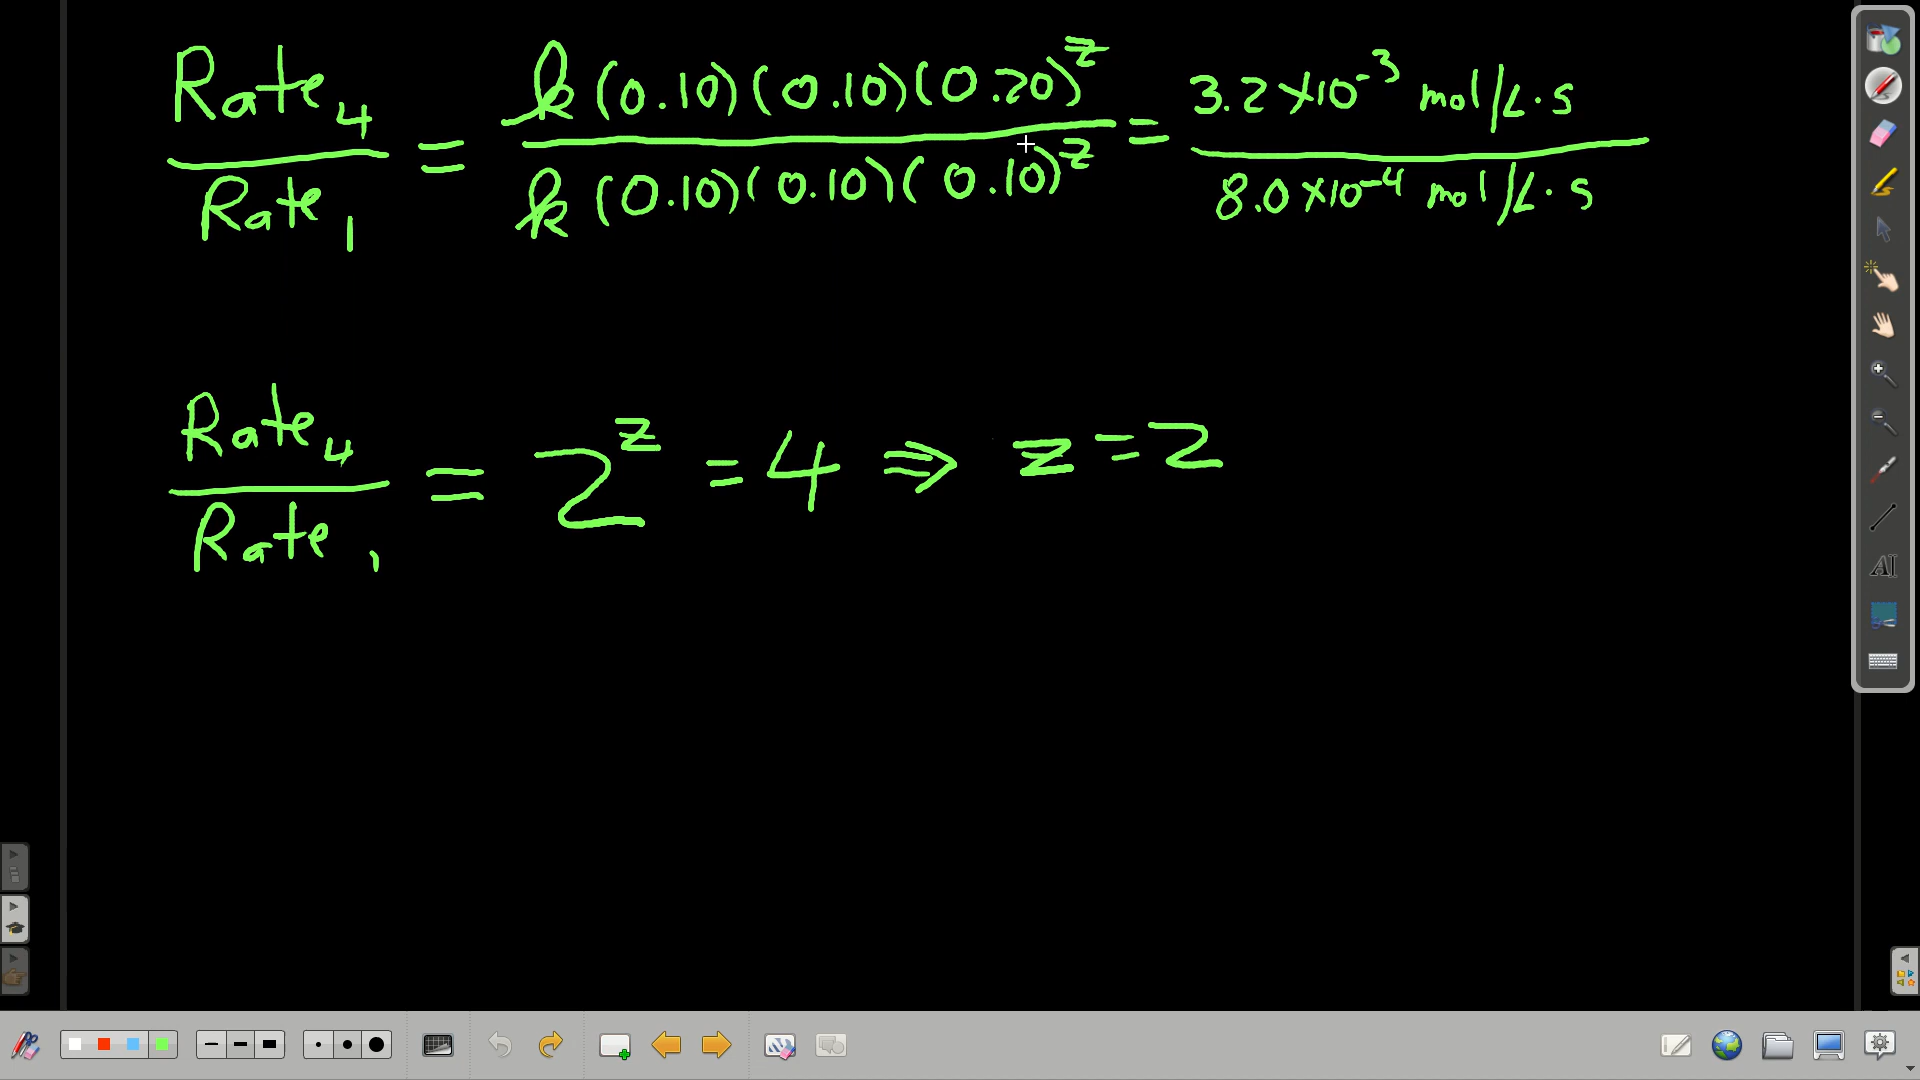 Rate₄ / Rate₁ = k(0.10)(0.10)(0.20)ᶻ / k(0.10)(0.10)(0.10)ᶻ = 3.2×10⁻³ mol/L·s / 8.0×10⁻⁴ mol/L·s
Rate₄ / Rate₁ = 2ᶻ = 4 ⇒ z = 2